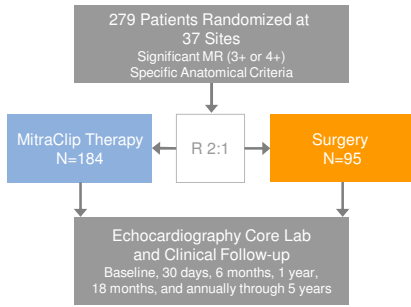 279 Patients Randomized at
37 Sites
Significant MR (3+ or 4+)
Specific Anatomical Criteria
MitraClip Therapy
N=184
R 2:1
Surgery
N=95
Echocardiography Core Lab
and Clinical Follow-up
Baseline, 30 days, 6 months, 1 year,
18 months, and annually through 5 years